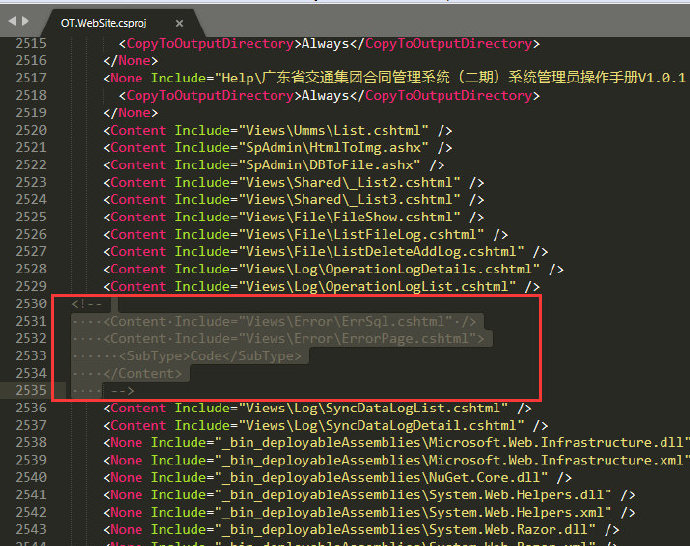 OT.WebSite.csproj ×
2515 <CopyToOutputDirectory>Always</CopyToOutputDirectory>
2516 </None>
2517 <None Include="Help\广东省交通集团合同管理系统（二期）系统管理员操作手册V1.0.1
2518 <CopyToOutputDirectory>Always</CopyToOutputDirectory>
2519 </None>
2520 <Content Include="Views\Umms\List.cshtml" />
2521 <Content Include="SpAdmin\HtmlToImg.ashx" />
2522 <Content Include="SpAdmin\DBToFile.ashx" />
2523 <Content Include="Views\Shared\_List2.cshtml" />
2524 <Content Include="Views\Shared\_List3.cshtml" />
2525 <Content Include="Views\File\FileShow.cshtml" />
2526 <Content Include="Views\File\ListFileLog.cshtml" />
2527 <Content Include="Views\File\ListDeleteAddLog.cshtml" />
2528 <Content Include="Views\Log\OperationLogDetails.cshtml" />
2529 <Content Include="Views\Log\OperationLogList.cshtml" />
2530 <!--
2531 <Content Include="Views\Error\ErrSql.cshtml" />
2532 <Content Include="Views\Error\ErrorPage.cshtml">
2533 <SubType>Code</SubType>
2534 </Content>
2535 -->
2536 <Content Include="Views\Log\SyncDataLogList.cshtml" />
2537 <Content Include="Views\Log\SyncDataLogDetail.cshtml" />
2538 <None Include="_bin_deployableAssemblies\Microsoft.Web.Infrastructure.dll"
2539 <None Include="_bin_deployableAssemblies\Microsoft.Web.Infrastructure.xml"
2540 <None Include="_bin_deployableAssemblies\NuGet.Core.dll" />
2541 <None Include="_bin_deployableAssemblies\System.Web.Helpers.dll" />
2542 <None Include="_bin_deployableAssemblies\System.Web.Helpers.xml" />
2543 <None Include="_bin_deployableAssemblies\System.Web.Razor.dll" />
2544 <None Include="_bin_deployableAssemblies\System.Web.Razor.xml" />